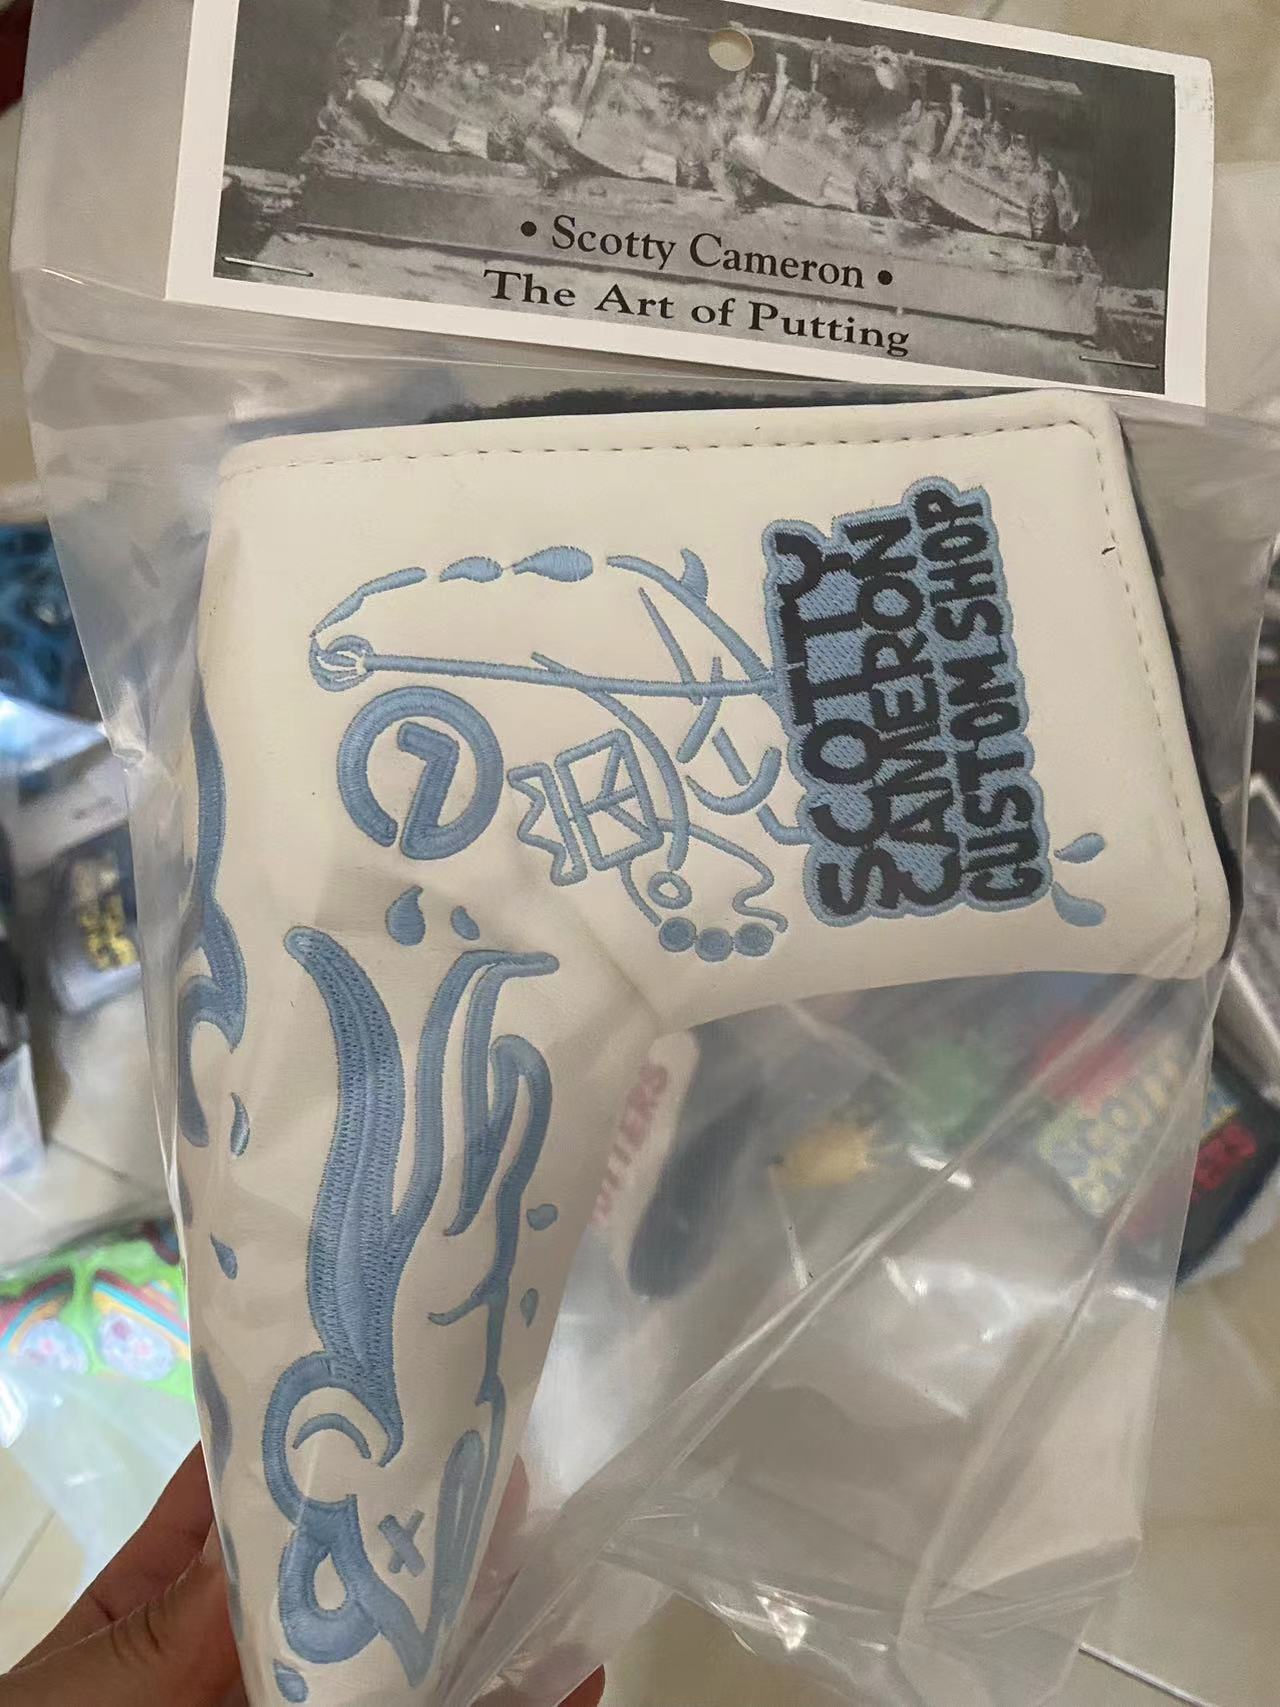 • Scotty Cameron •
The Art of Putting
SCOTTY
CAMERON
CUSTOM SHOP